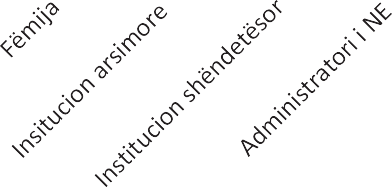 Fëmija
Insitucion arsimore
Institucion shëndetësor
Administratori i NE